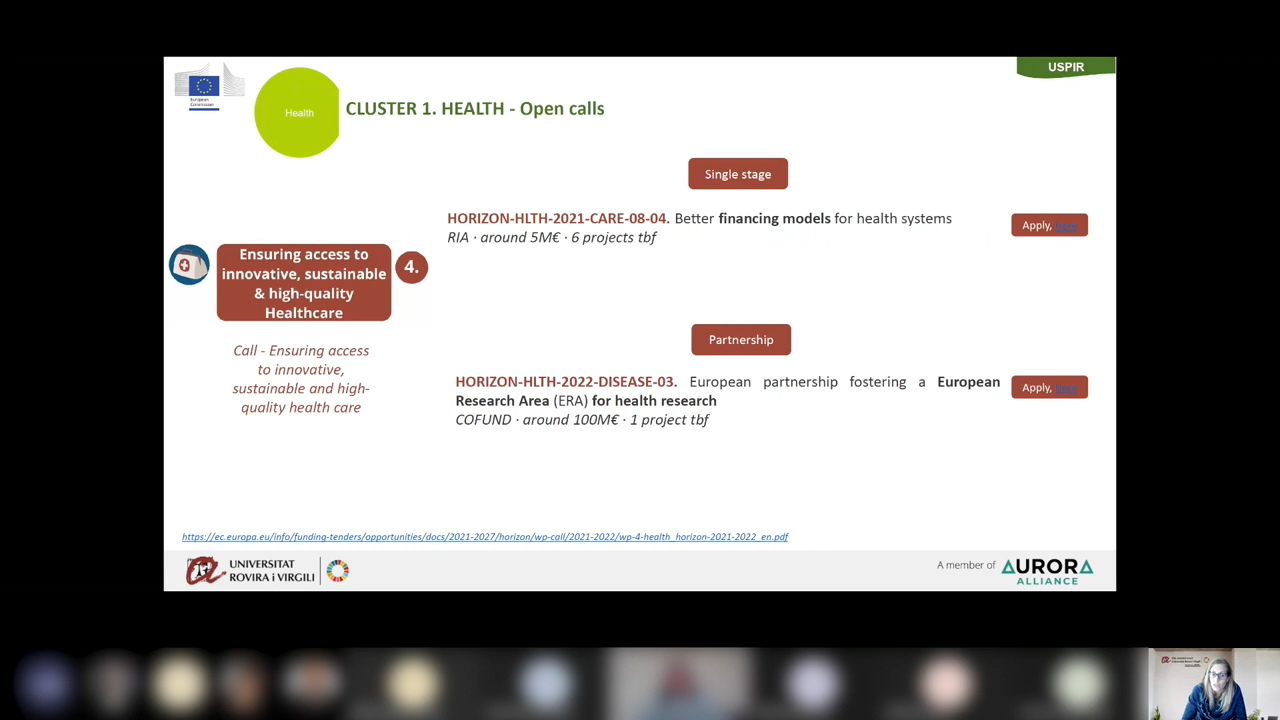 USPIR
European
Commission
Health
CLUSTER 1. HEALTH - Open calls
Single stage
HORIZON-HLTH-2021-CARE-08-04. Better financing models for health systems
RIA · around 5M€ · 6 projects tbf
Apply, here
Ensuring access to
innovative, sustainable
& high-quality
Healthcare
4.
Call - Ensuring access
to innovative,
sustainable and high-
quality health care
Partnership
HORIZON-HLTH-2022-DISEASE-03. European partnership fostering a European
Research Area (ERA) for health research
COFUND · around 100M€ · 1 project tbf
Apply, here
https://ec.europa.eu/info/funding-tenders/opportunities/docs/2021-2027/horizon/wp-call/2021-2022/wp-4-health_horizon-2021-2022_en.pdf
UNIVERSITAT
ROVIRA i VIRGILI
A member of
AURORA
ALLIANCE